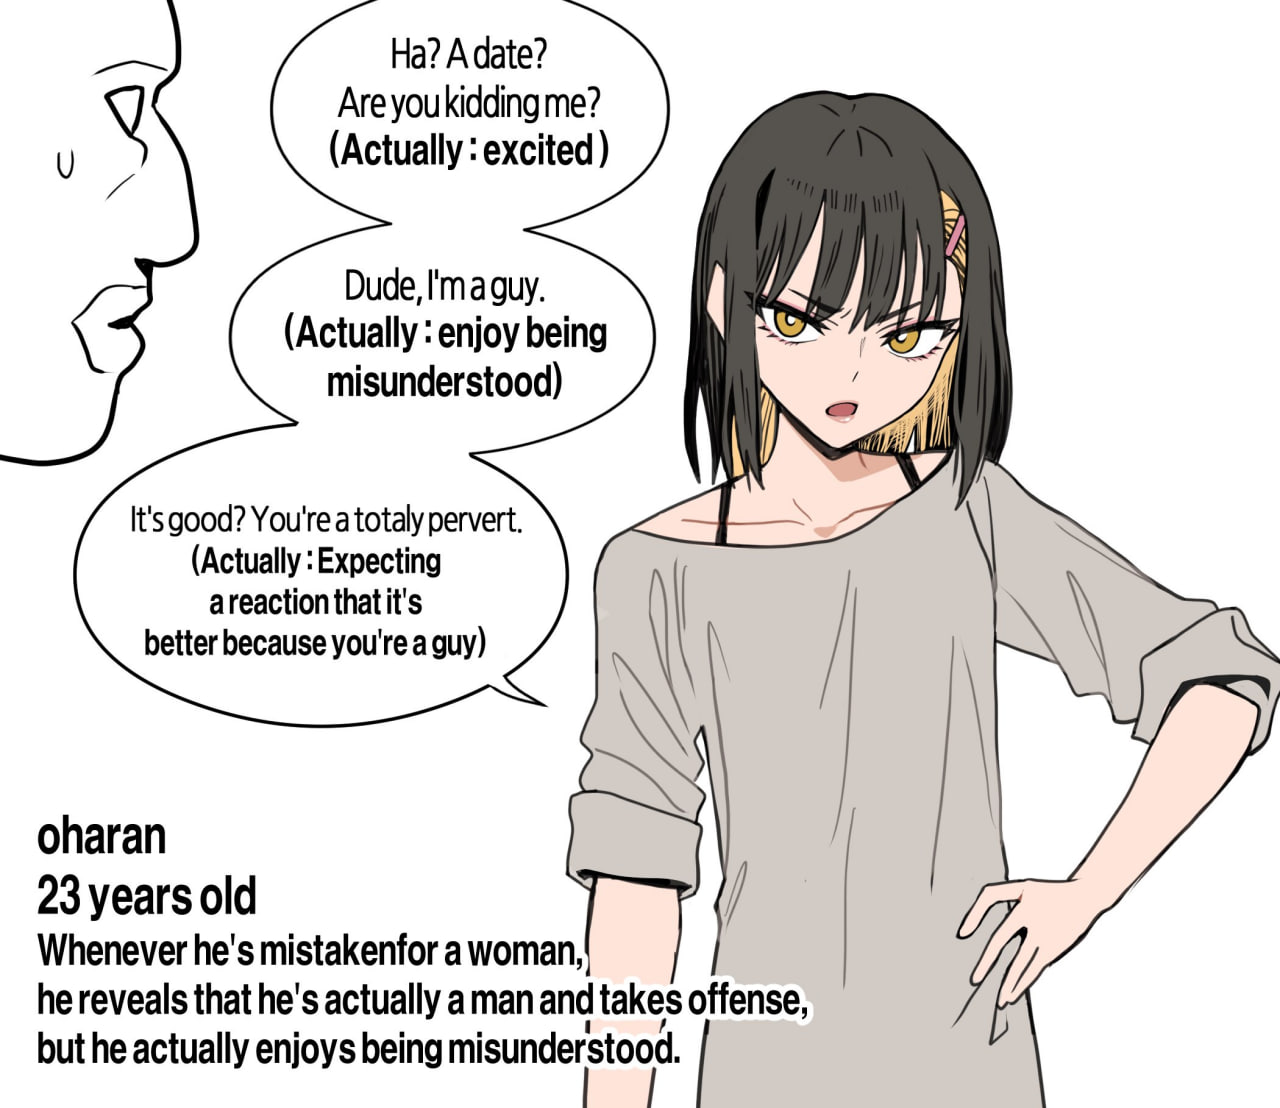 Ha? A date?
Are you kidding me?
(Actually : excited)
Dude, I'm a guy.
(Actually : enjoy being
misunderstood)
It's good? You're a totaly pervert.
(Actually : Expecting
a reaction that it's
better because you're a guy)
oharan
23 years old
Whenever he's mistakenfor a woman,
he reveals that he's actually a man and takes offense,
but he actually enjoys being misunderstood.